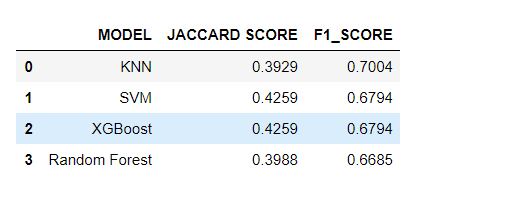 MODEL JACCARD SCORE F1_SCORE
0 KNN 0.3929 0.7004
1 SVM 0.4259 0.6794
2 XGBoost 0.4259 0.6794
3 Random Forest 0.3988 0.6685